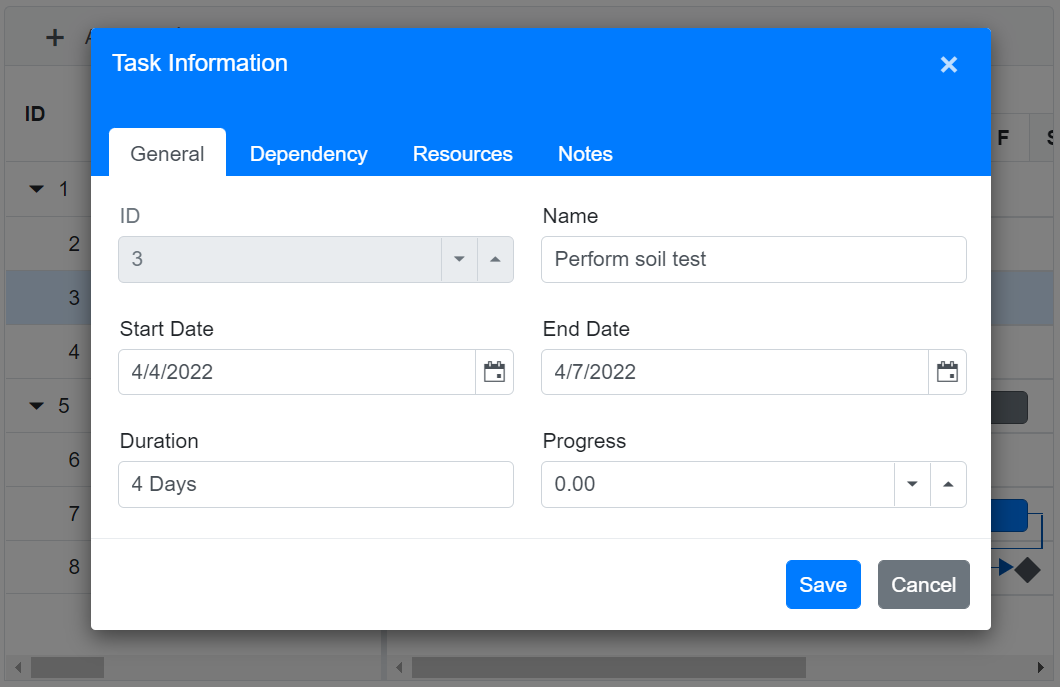 Task Information
ID
F
General Dependency Resources Notes
1
ID Name
2
3 Perform soil test
3
Start Date End Date
4
4/4/2022 4/7/2022
5
Duration Progress
6
4 Days 0.00
7
8
Save Cancel